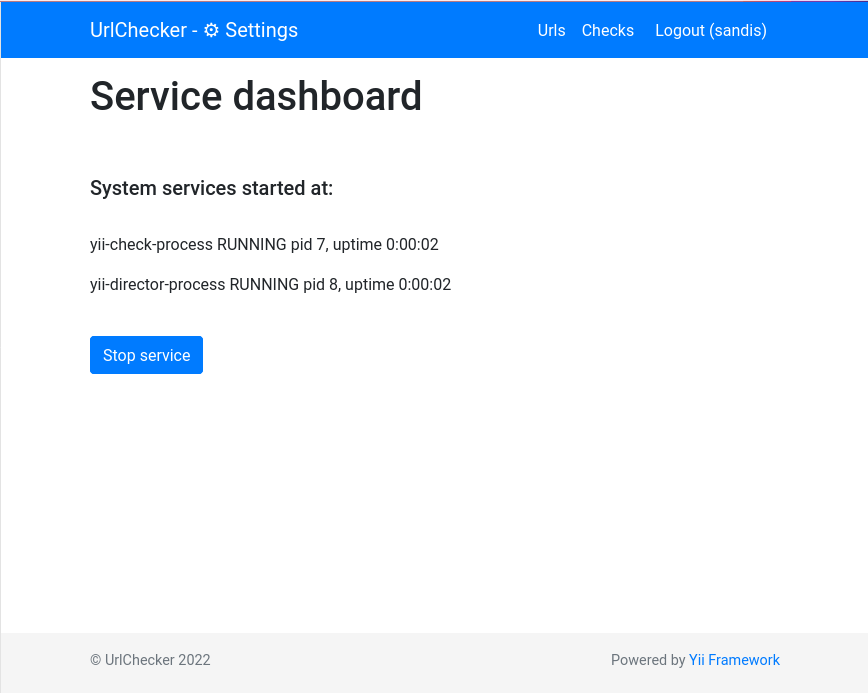 UrlChecker - ⚙ Settings Urls Checks Logout (sandis)
Service dashboard
System services started at:
yii-check-process RUNNING pid 7, uptime 0:00:02
yii-director-process RUNNING pid 8, uptime 0:00:02
Stop service
© UrlChecker 2022 Powered by Yii Framework